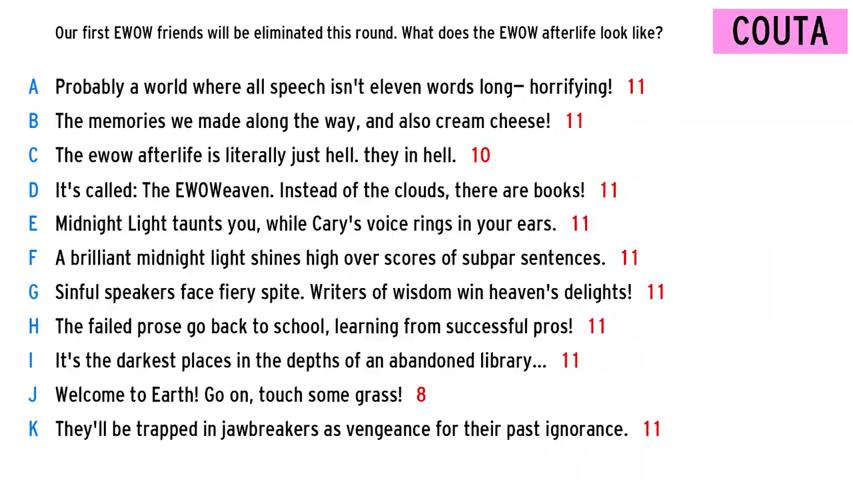 Our first EWOW friends will be eliminated this round. What does the EWOW afterlife look like?
COUTA
A Probably a world where all speech isn't eleven words long— horrifying! 11
B The memories we made along the way, and also cream cheese! 11
C The ewow afterlife is literally just hell. they in hell. 10
D It's called: The EWOWeaven. Instead of the clouds, there are books! 11
E Midnight Light taunts you, while Cary's voice rings in your ears. 11
F A brilliant midnight light shines high over scores of subpar sentences. 11
G Sinful speakers face fiery spite. Writers of wisdom win heaven's delights! 11
H The failed prose go back to school, learning from successful pros! 11
I It's the darkest places in the depths of an abandoned library... 11
J Welcome to Earth! Go on, touch some grass! 8
K They'll be trapped in jawbreakers as vengeance for their past ignorance. 11